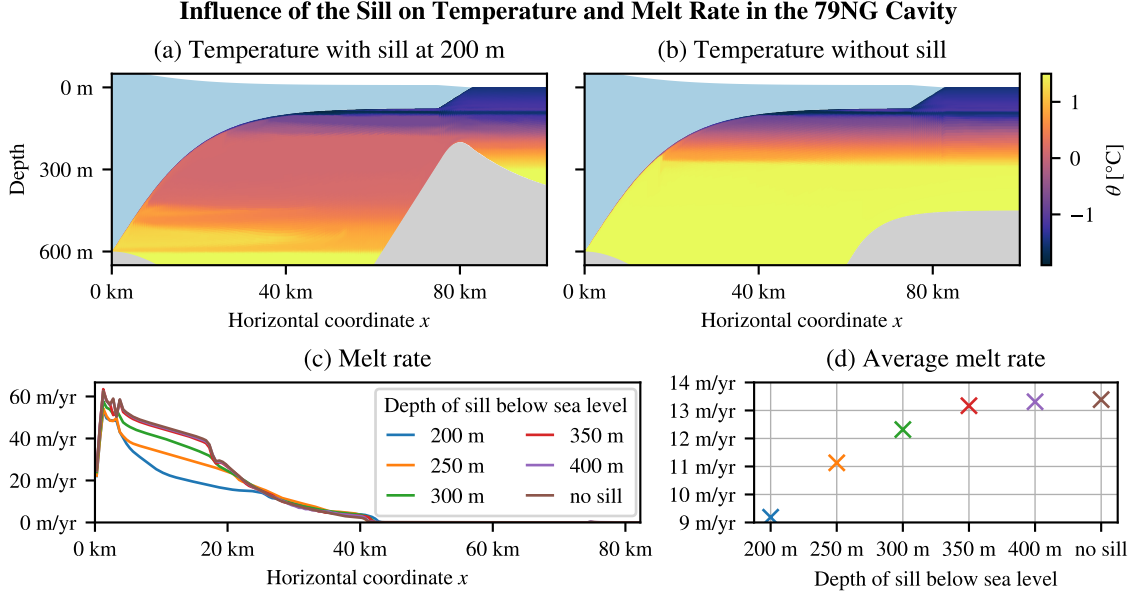 Influence of the Sill on Temperature and Melt Rate in the 79NG Cavity
(a) Temperature with sill at 200 m
(b) Temperature without sill
0 m
300 m
600 m
Depth
0 km
40 km
80 km
Horizontal coordinate x
0 km
40 km
80 km
Horizontal coordinate x
1
0
−1
θ [°C]
(c) Melt rate
60 m/yr
40 m/yr
20 m/yr
0 m/yr
0 km
20 km
40 km
60 km
80 km
Horizontal coordinate x
Depth of sill below sea level
200 m
250 m
300 m
350 m
400 m
no sill
(d) Average melt rate
14 m/yr
13 m/yr
12 m/yr
11 m/yr
10 m/yr
9 m/yr
200 m
250 m
300 m
350 m
400 m
no sill
Depth of sill below sea level